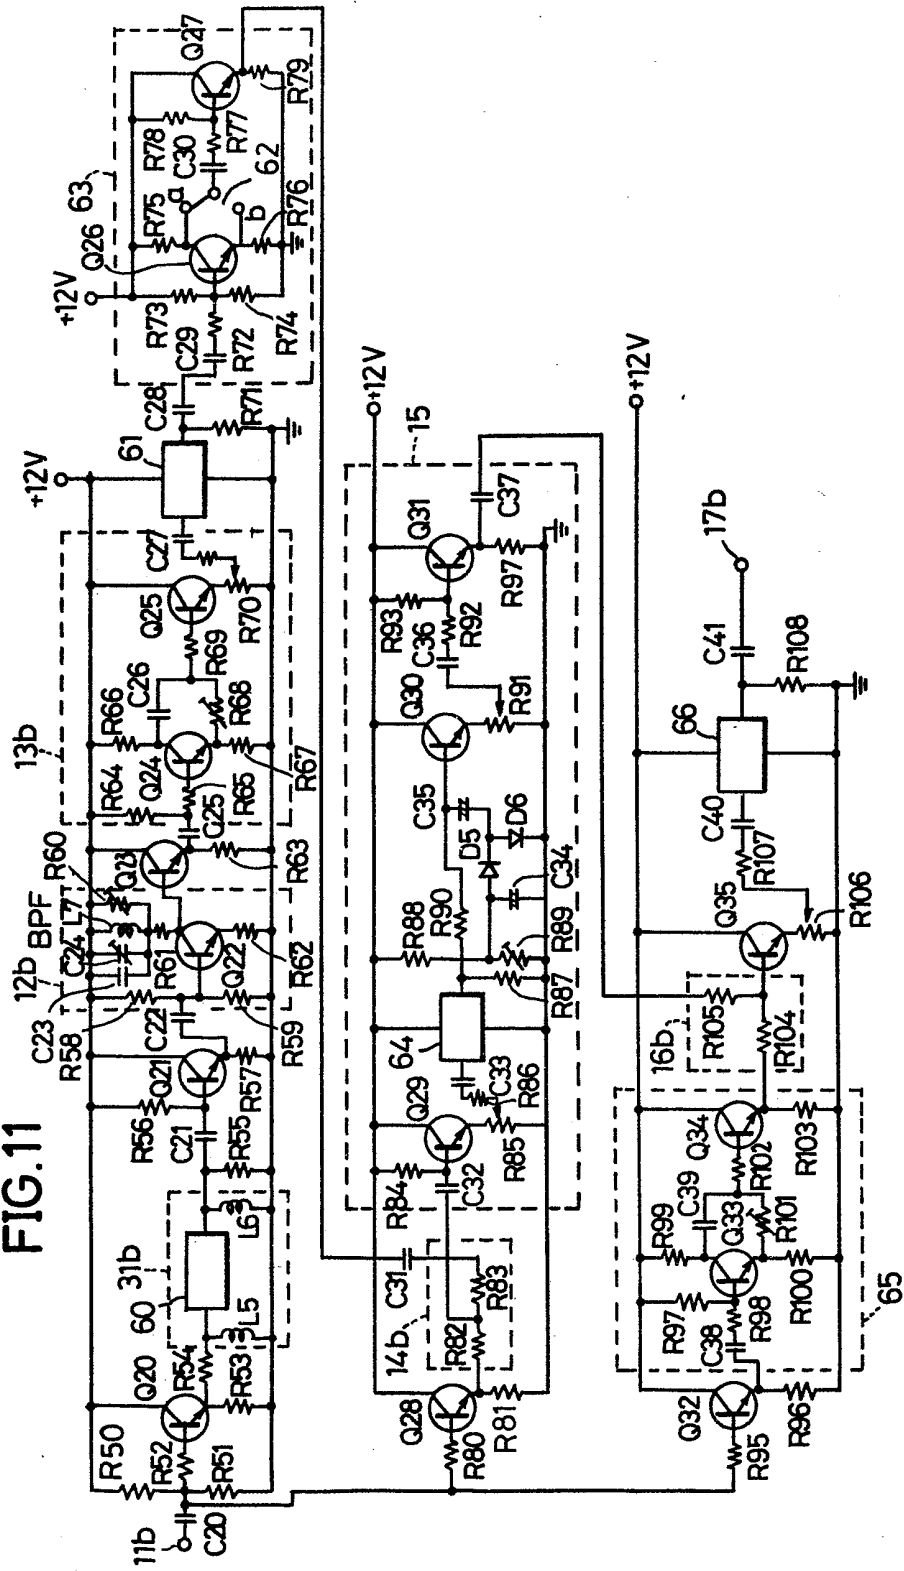 FIG.11
11b
C20
R50
R52
R51
Q20
R54
R53
L5
60
31b
L6
R55
C21
R56
Q21
R57
C22
R58
R59
C23
12b
BPF
C24
L7
R60
R61
Q22
R62
Q23
R63
C25
13b
R64
R65
Q24
R66
R67
C26
R68
R69
Q25
R70
C27
+12V
61
R71
C28
63
+12V
C29
R72
R73
R74
Q26
R75
R76
a
b
62
C30
R77
R78
Q27
R79
Q28
R80
R81
14b
R82
R83
C31
C32
R84
Q29
R85
R86
C33
64
R87
R88
R89
R90
C34
D5
D6
C35
Q30
R91
C36
R92
R93
Q31
R97
C37
15
+12V
R95
Q32
R96
65
C38
R97
R98
Q33
R99
R100
C39
R101
R102
Q34
R103
16b
R104
R105
Q35
R106
R107
C40
66
C41
R108
17b
+12V